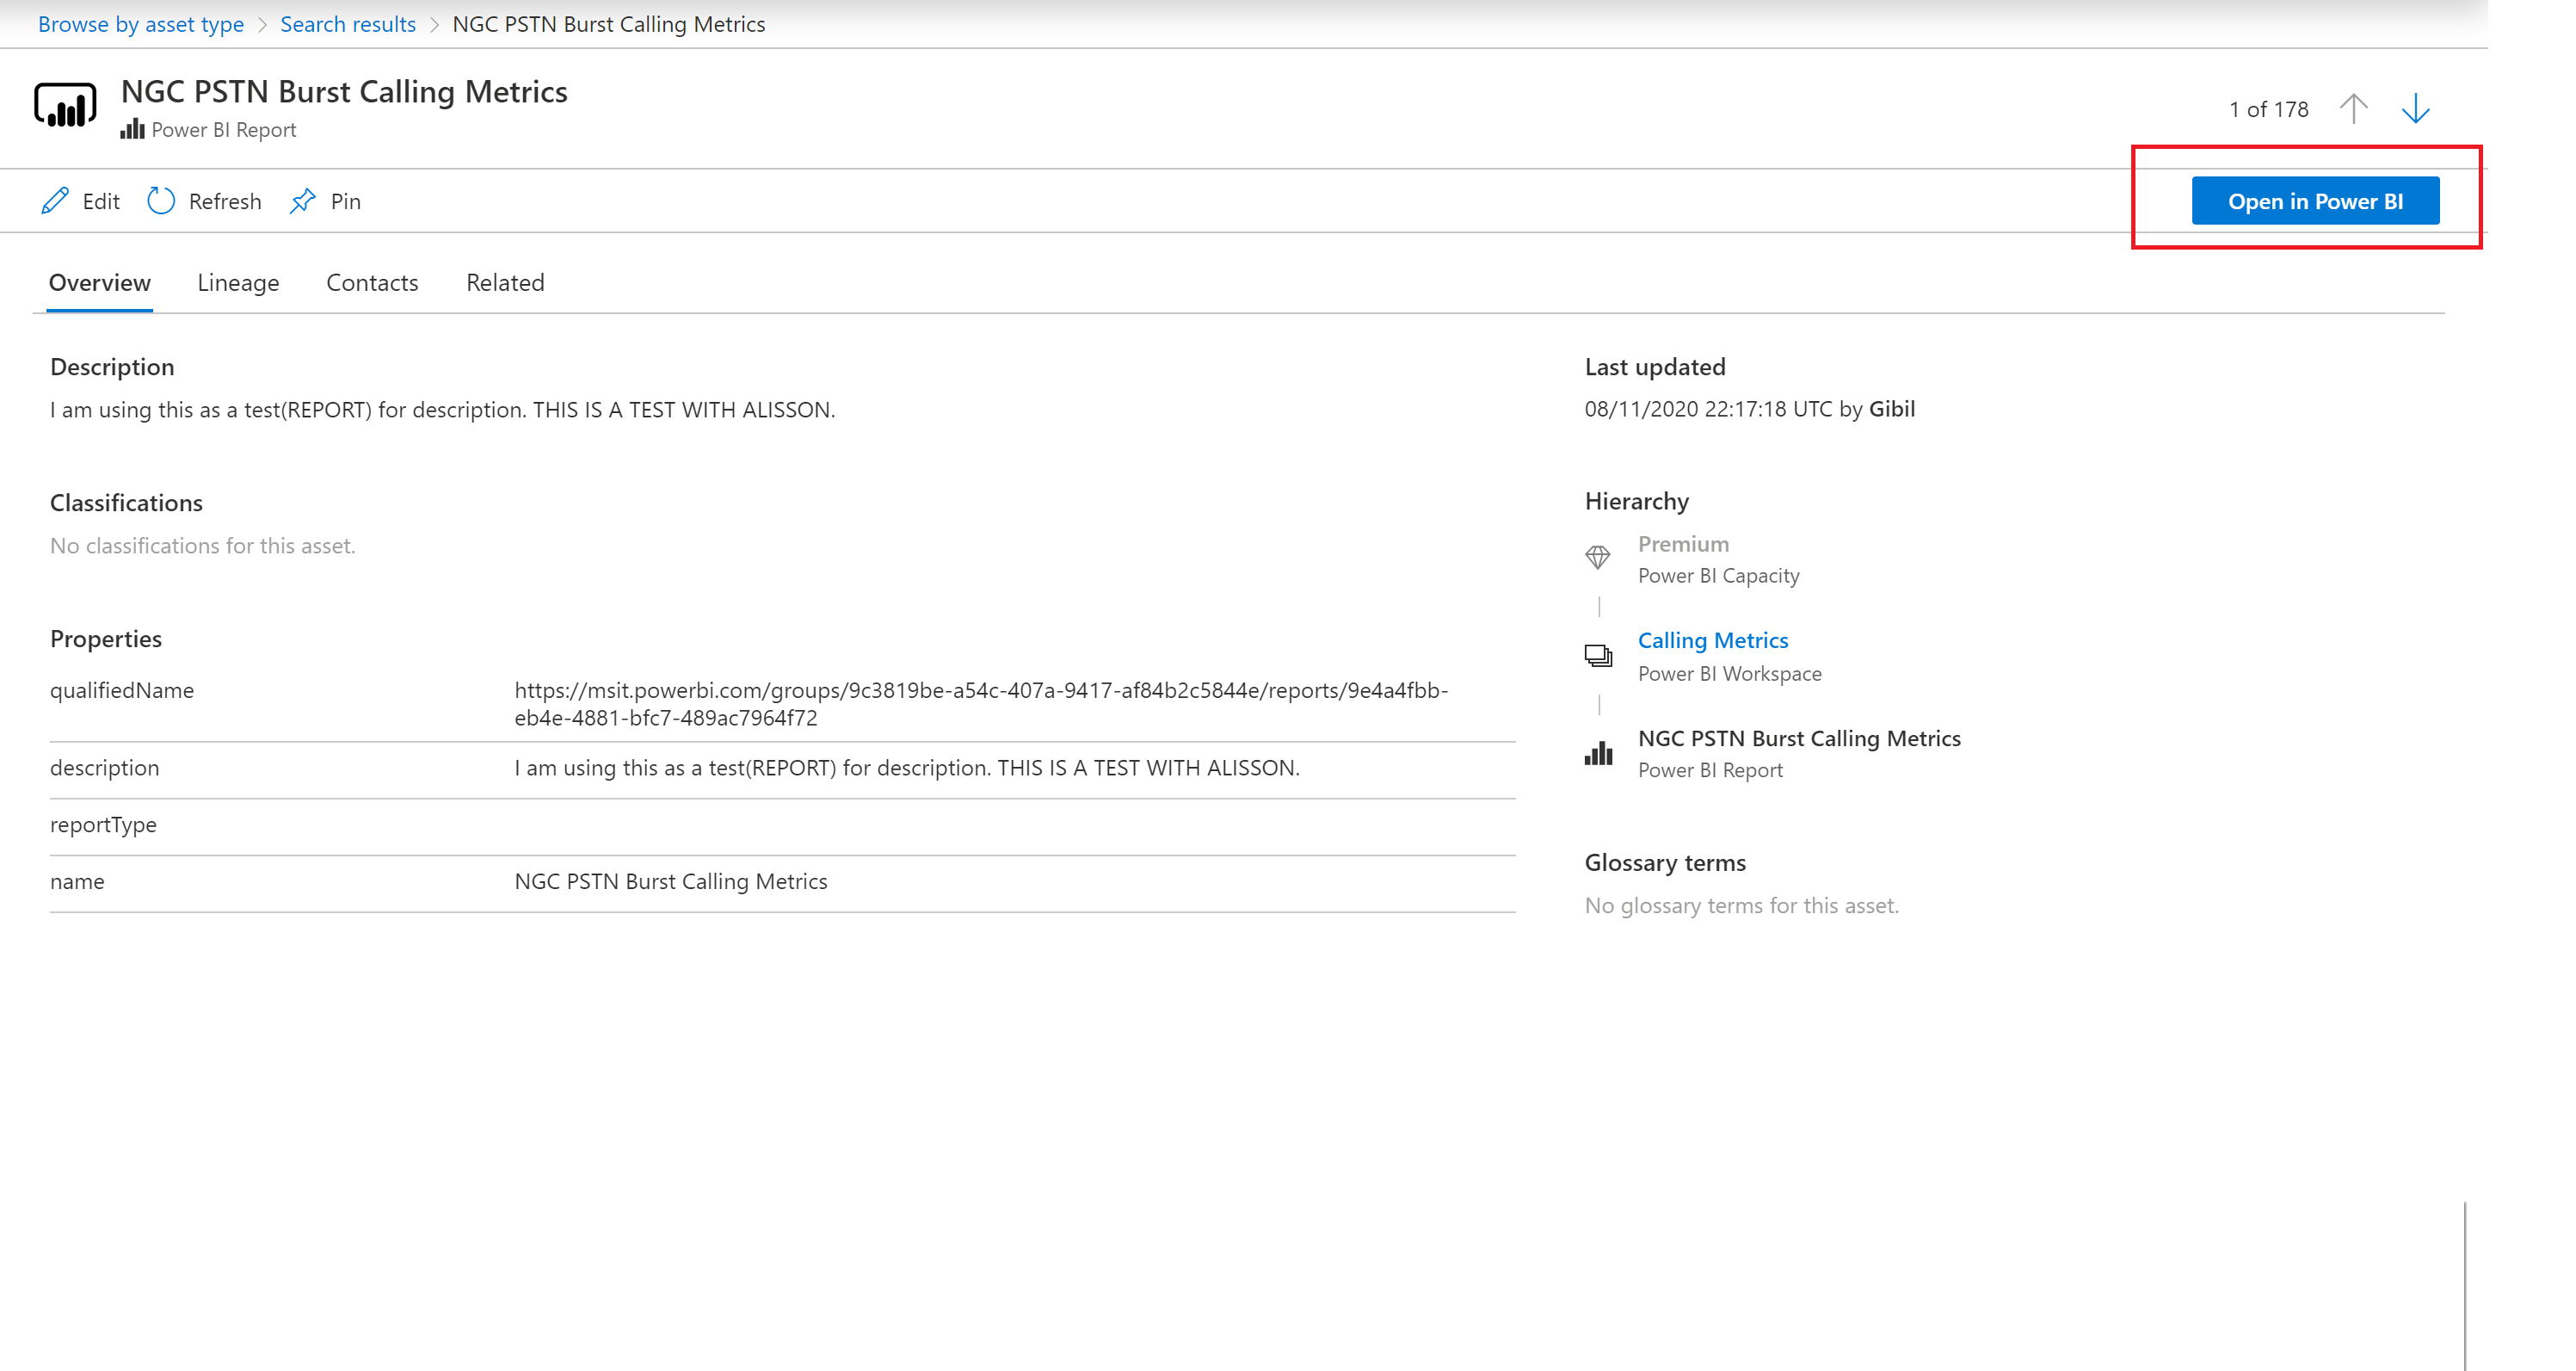 Browse by asset type > Search results > NGC PSTN Burst Calling Metrics
NGC PSTN Burst Calling Metrics
Power BI Report
1 of 178
Edit Refresh Pin
Open in Power BI
Overview Lineage Contacts Related
Description
I am using this as a test(REPORT) for description. THIS IS A TEST WITH ALISSON.
Classifications
No classifications for this asset.
Properties
qualifiedName https://msit.powerbi.com/groups/9c3819be-a54c-407a-9417-af84b2c5844e/reports/9e4a4fbb-
eb4e-4881-bfc7-489ac7964f72
description I am using this as a test(REPORT) for description. THIS IS A TEST WITH ALISSON.
reportType
name NGC PSTN Burst Calling Metrics
Last updated
08/11/2020 22:17:18 UTC by Gibil
Hierarchy
Premium
Power BI Capacity
Calling Metrics
Power BI Workspace
NGC PSTN Burst Calling Metrics
Power BI Report
Glossary terms
No glossary terms for this asset.